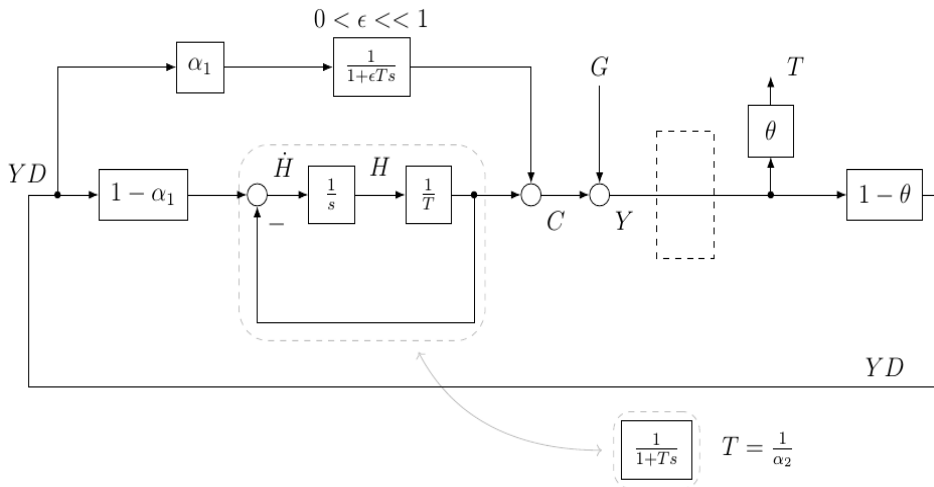 0 < ϵ << 1
α₁
1/(1+ϵTs)
G
T
θ
YD
1 − α₁
Ḣ
1/s
H
1/T
−
C
Y
1 − θ
YD
1/(1+Ts)
T = 1/α₂